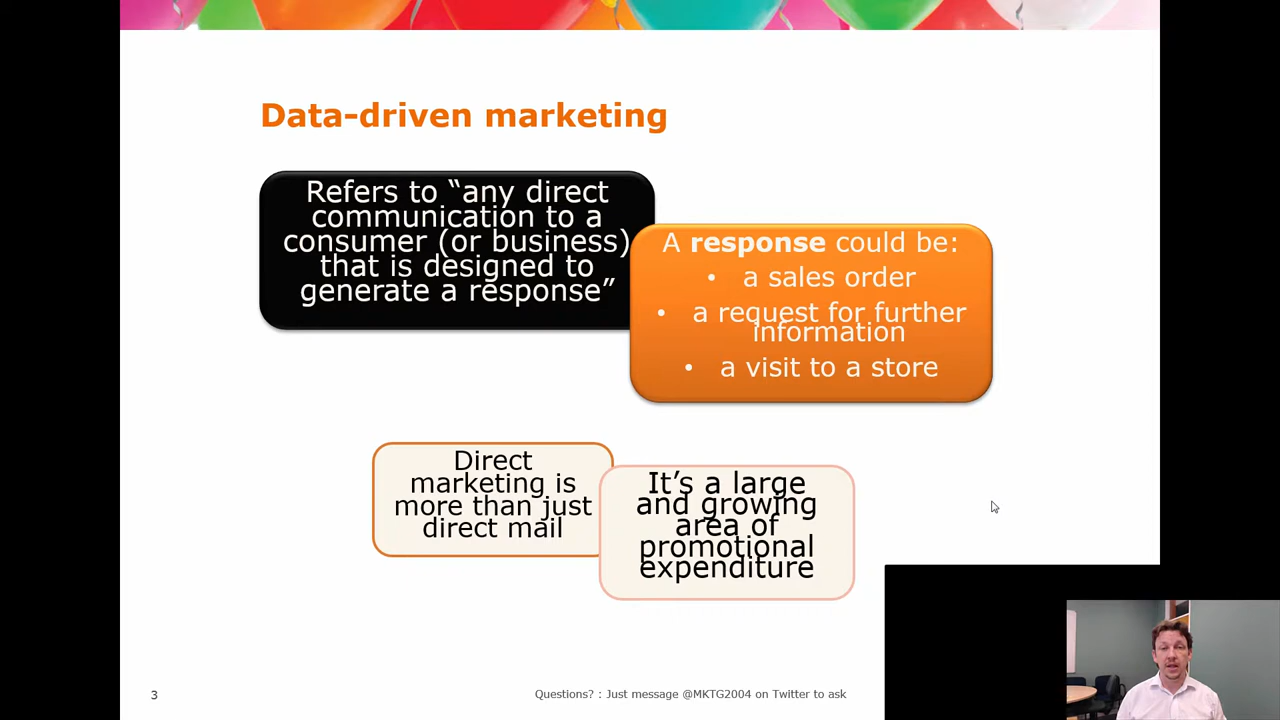 Data-driven marketing
Refers to “any direct
communication to a
consumer (or business)
that is designed to
generate a response”
A response could be:
• a sales order
• a request for further
information
• a visit to a store
Direct
marketing is
more than just
direct mail
It’s a large
and growing
area of
promotional
expenditure
3
Questions? : Just message @MKTG2004 on Twitter to ask